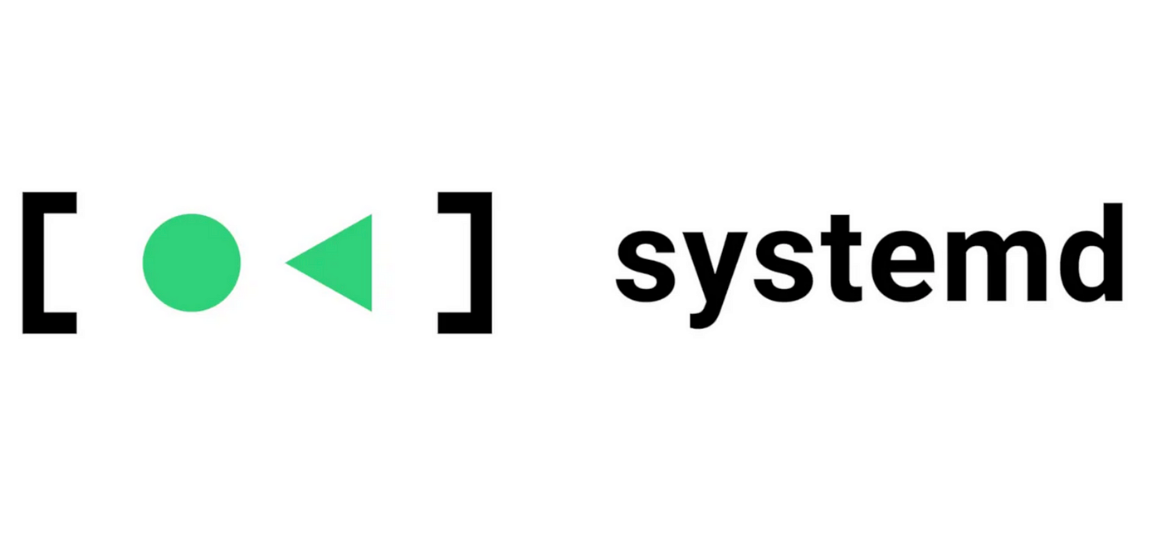 [ ● ◀ ] systemd